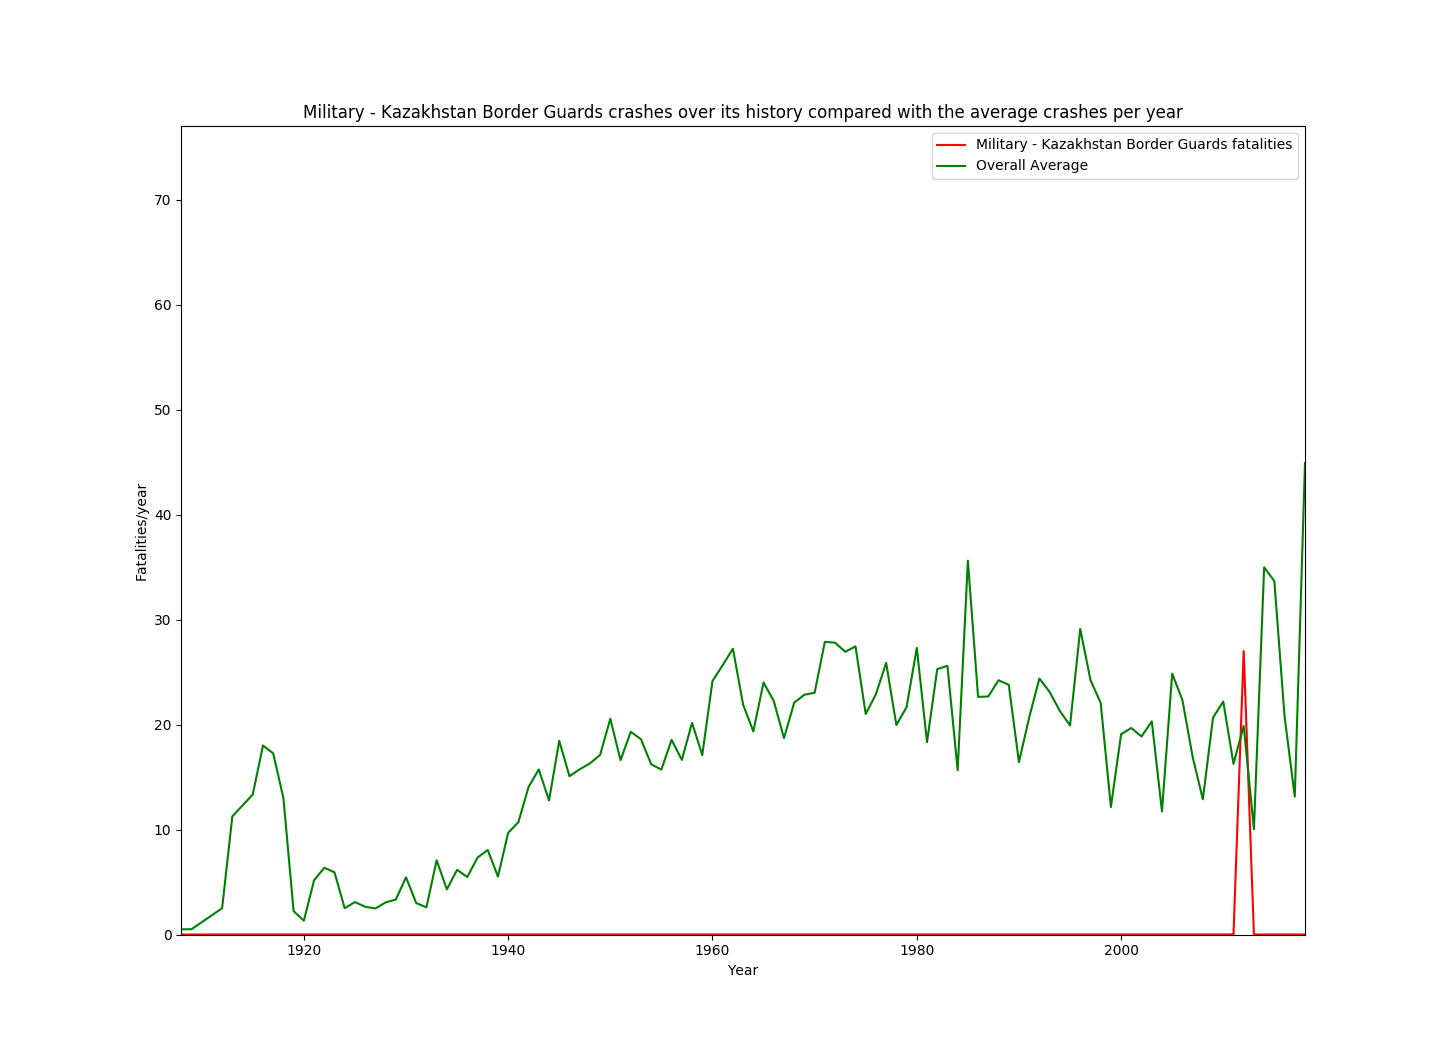 Military - Kazakhstan Border Guards crashes over its history compared with the average crashes per year
Military - Kazakhstan Border Guards fatalities
Overall Average
70
60
50
40
30
20
10
0
Fatalities/year
1920
1940
1960
1980
2000
Year